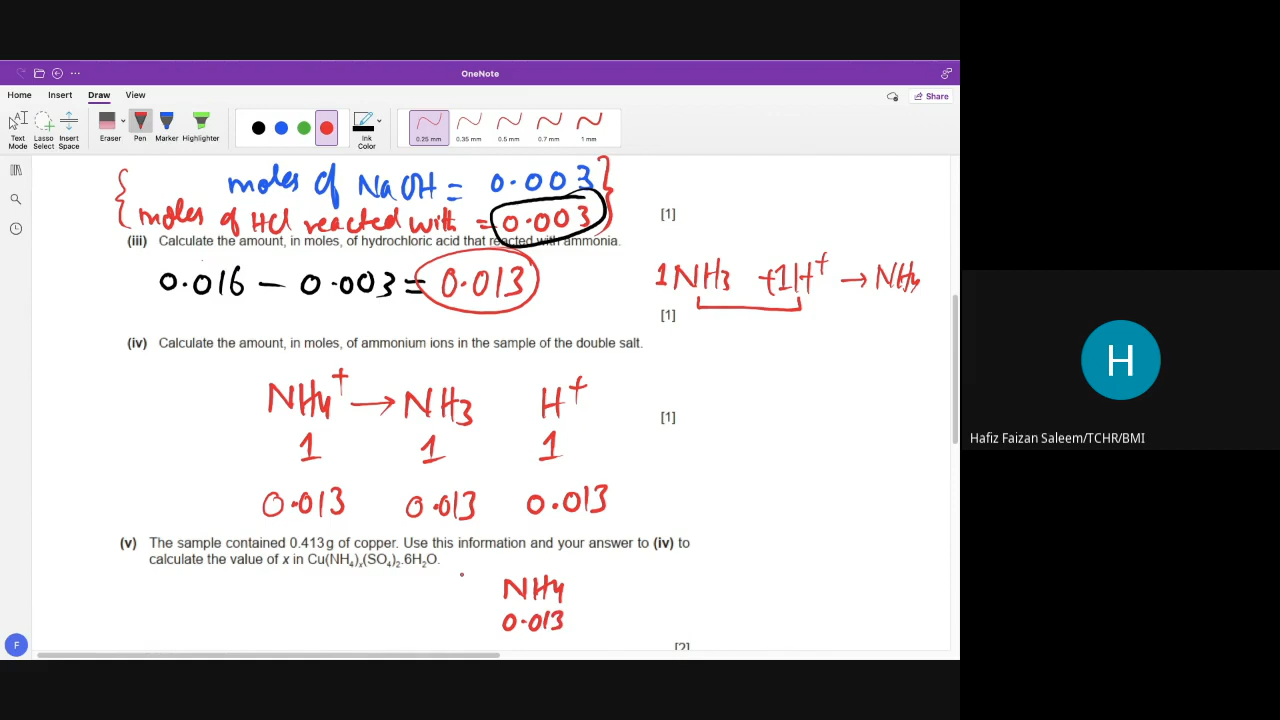 OneNote
Home Insert Draw View
Share
Text Mode
Lasso Select
Insert Space
Eraser
Pen
Marker
Highlighter
Ink Color
0.25 mm
0.35 mm
0.5 mm
0.7 mm
1 mm
moles of NaOH = 0.003
moles of HCl reacted with = 0.003
[1]
(iii) Calculate the amount, in moles, of hydrochloric acid that reacted with ammonia.
0.016 — 0.003 = 0.013
1NH3 +1H+ → NH4
[1]
(iv) Calculate the amount, in moles, of ammonium ions in the sample of the double salt.
NH4+ → NH3 H+
[1]
1 1 1
0.013 0.013 0.013
(v) The sample contained 0.413 g of copper. Use this information and your answer to (iv) to
calculate the value of x in Cu(NH4)x(SO4)2.6H2O.
NH4
0.013
[2]
F
H
Hafiz Faizan Saleem/TCHR/BMI